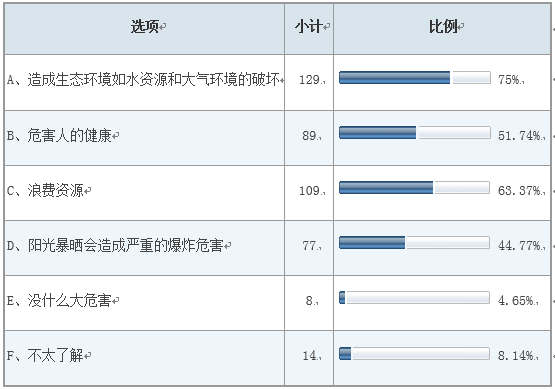 选项 小计 比例
A、造成生态环境如水资源和大气环境的破坏 129 75%
B、危害人的健康 89 51.74%
C、浪费资源 109 63.37%
D、阳光暴晒会造成严重的爆炸危害 77 44.77%
E、没什么大危害 8 4.65%
F、不太了解 14 8.14%